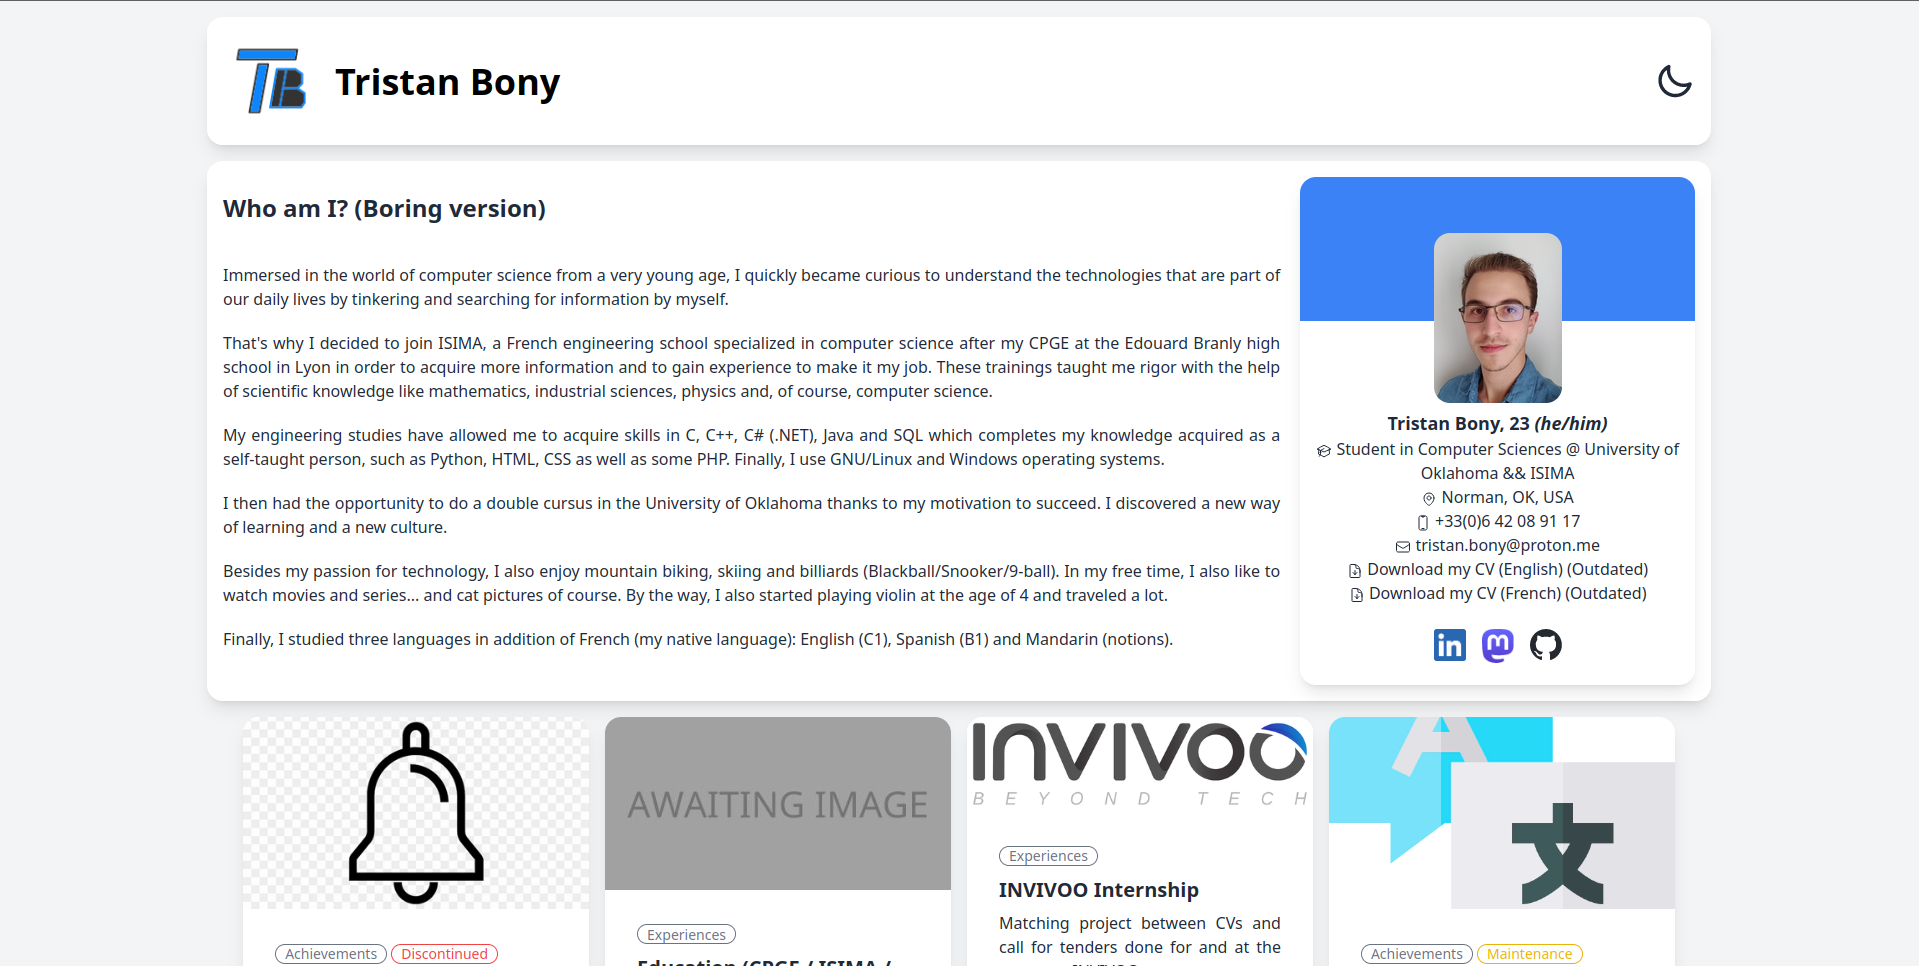 TB
Tristan Bony
Who am I? (Boring version)
Immersed in the world of computer science from a very young age, I quickly became curious to understand the technologies that are part of
our daily lives by tinkering and searching for information by myself.
That's why I decided to join ISIMA, a French engineering school specialized in computer science after my CPGE at the Edouard Branly high
school in Lyon in order to acquire more information and to gain experience to make it my job. These trainings taught me rigor with the help
of scientific knowledge like mathematics, industrial sciences, physics and, of course, computer science.
My engineering studies have allowed me to acquire skills in C, C++, C# (.NET), Java and SQL which completes my knowledge acquired as a
self-taught person, such as Python, HTML, CSS as well as some PHP. Finally, I use GNU/Linux and Windows operating systems.
I then had the opportunity to do a double cursus in the University of Oklahoma thanks to my motivation to succeed. I discovered a new way
of learning and a new culture.
Besides my passion for technology, I also enjoy mountain biking, skiing and billiards (Blackball/Snooker/9-ball). In my free time, I also like to
watch movies and series... and cat pictures of course. By the way, I also started playing violin at the age of 4 and traveled a lot.
Finally, I studied three languages in addition of French (my native language): English (C1), Spanish (B1) and Mandarin (notions).
Tristan Bony, 23 (he/him)
Student in Computer Sciences @ University of
Oklahoma && ISIMA
Norman, OK, USA
+33(0)6 42 08 91 17
tristan.bony@proton.me
Download my CV (English) (Outdated)
Download my CV (French) (Outdated)
in
m
Achievements
Discontinued
AWAITING IMAGE
Experiences
Education (CPGE / ISIMA /
INVIVOO
BEYOND TECH
Experiences
INVIVOO Internship
Matching project between CVs and
call for tenders done for and at the
A
文
Achievements
Maintenance